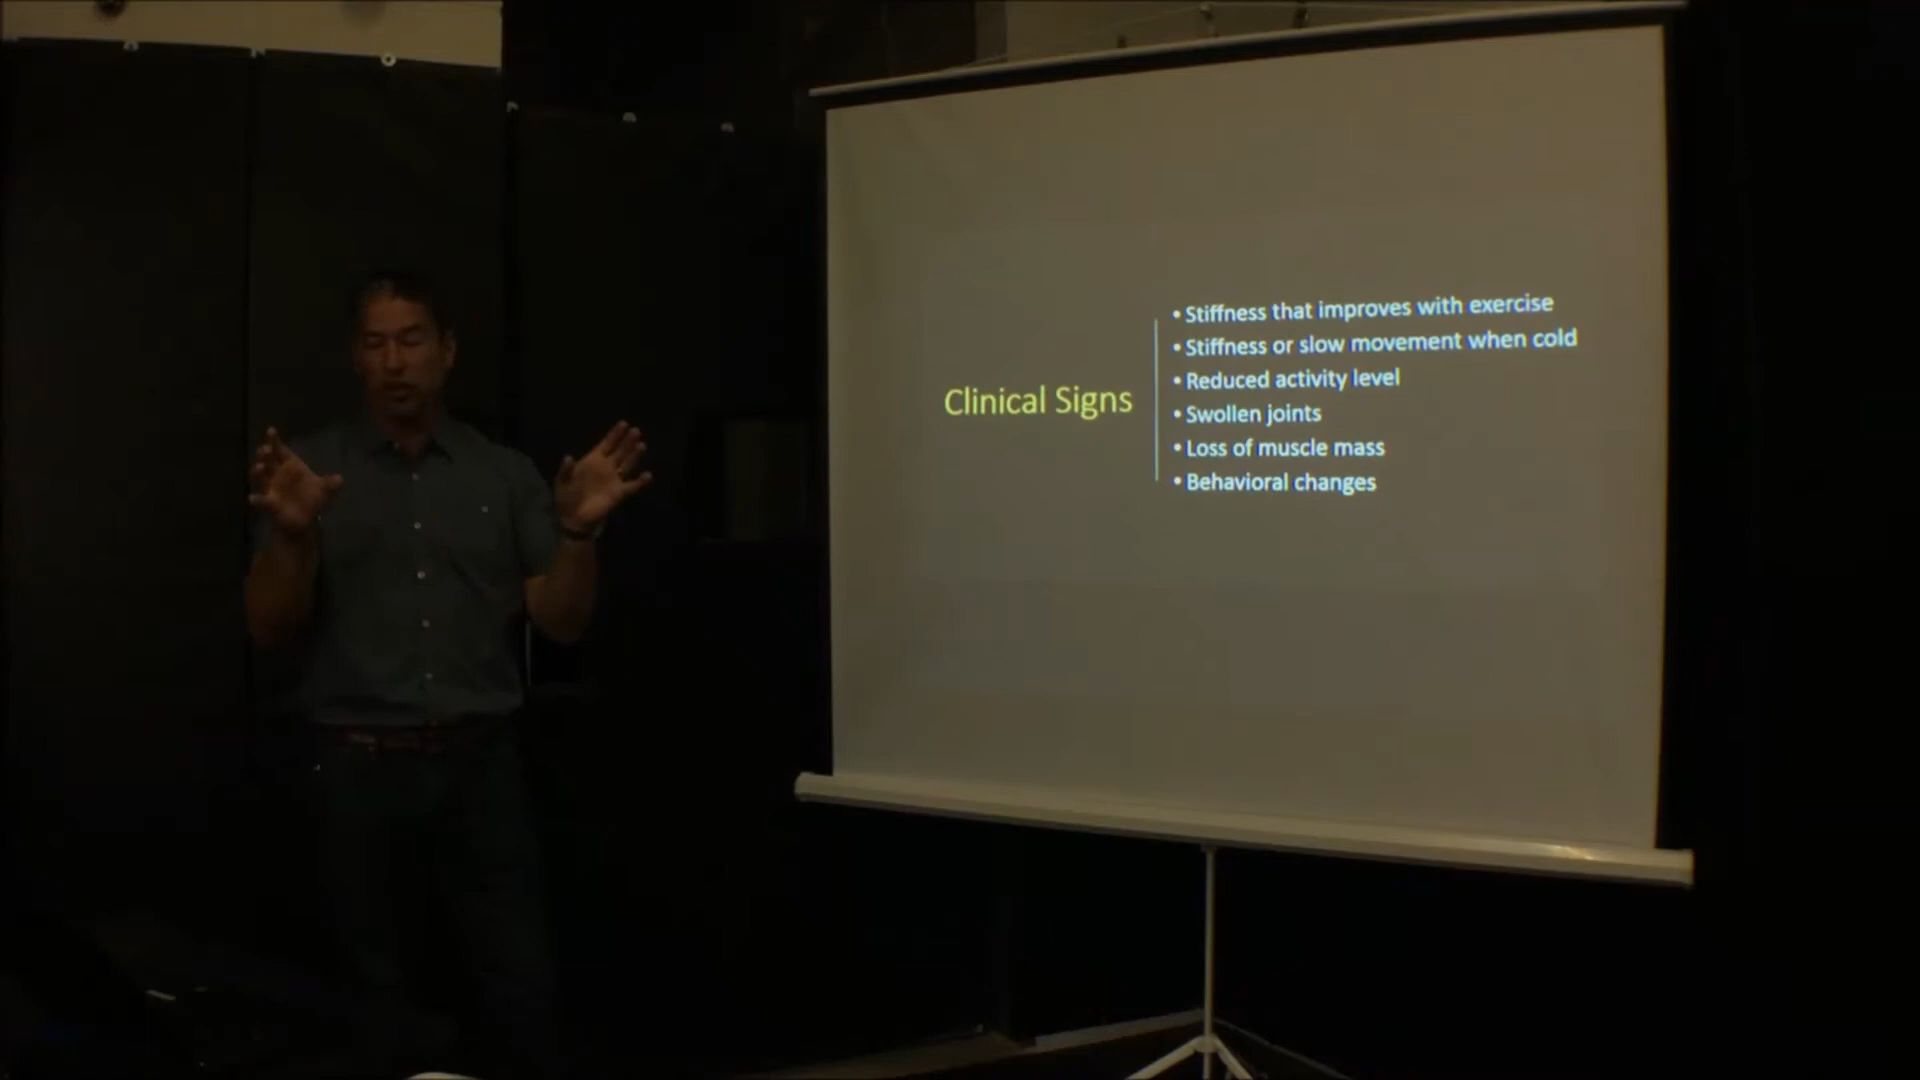 Clinical Signs
• Stiffness that improves with exercise
• Stiffness or slow movement when cold
• Reduced activity level
• Swollen joints
• Loss of muscle mass
• Behavioral changes